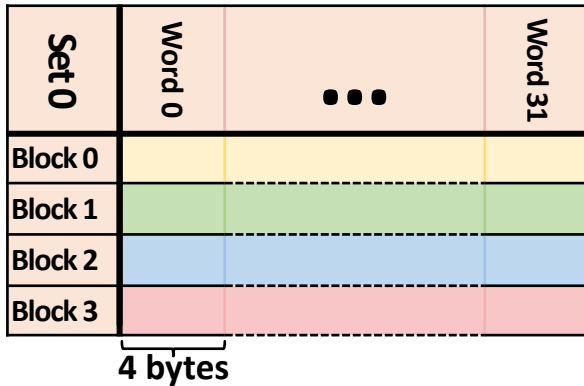 Set 0
Word 0
...
Word 31
Block 0
Block 1
Block 2
Block 3
4 bytes